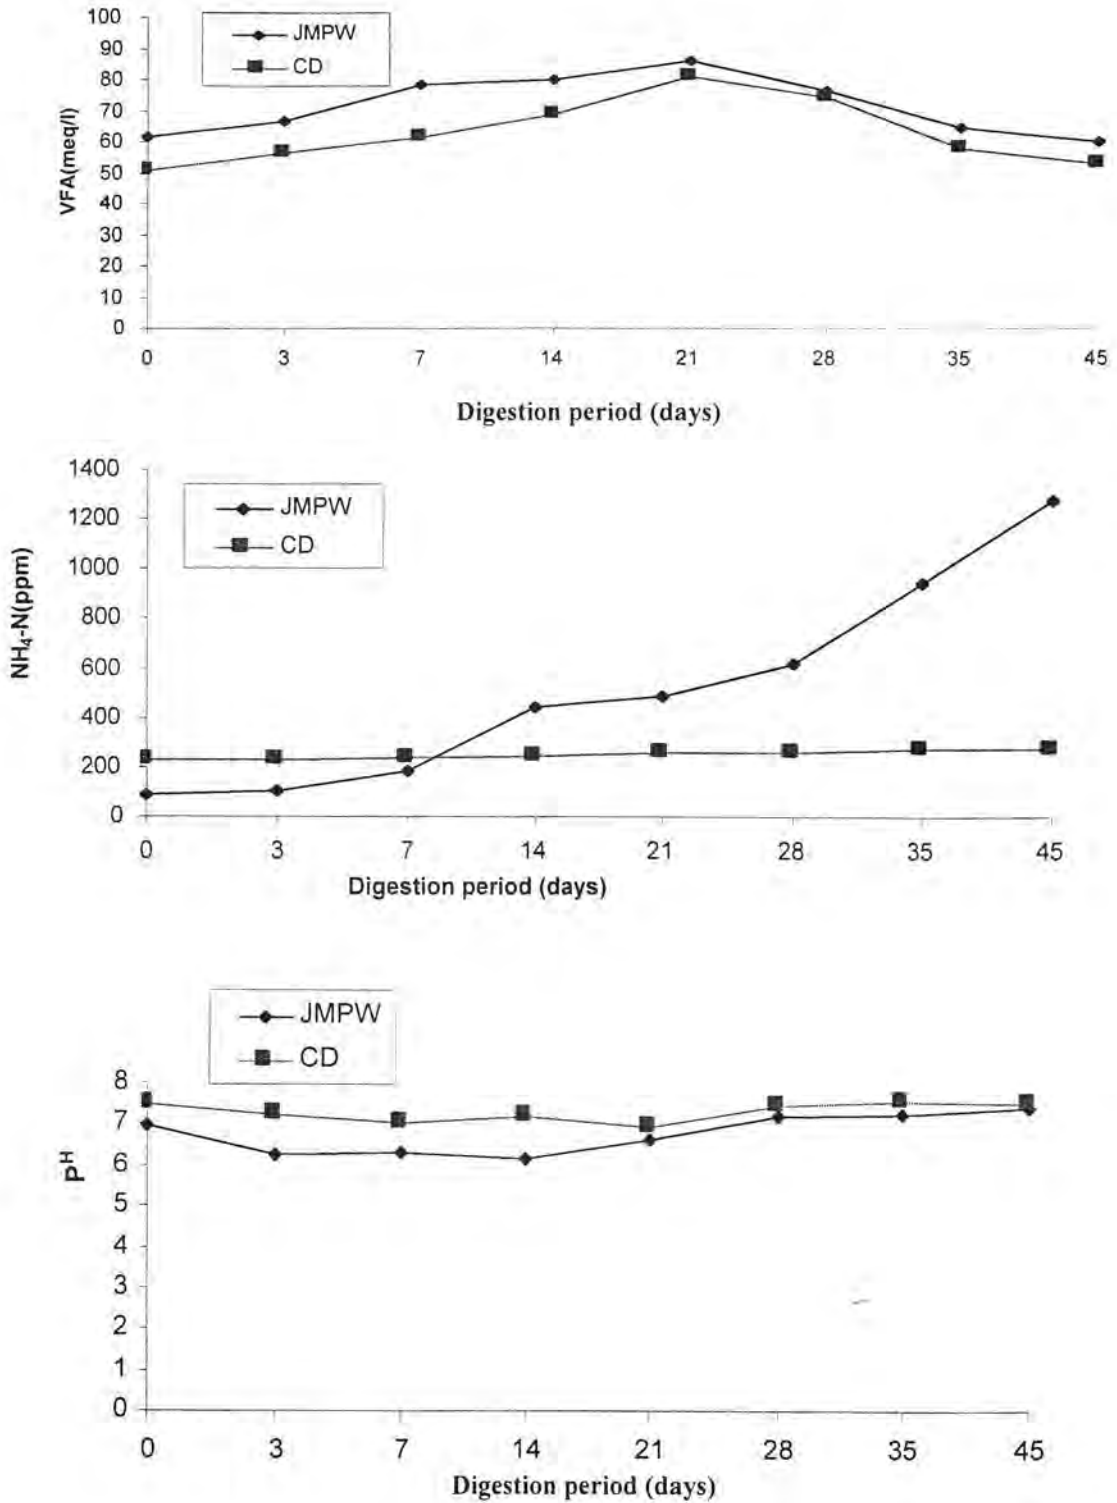 100
90
80
70
60
50
40
30
20
10
0
VFA(meq/l)
JMPW
CD
0 3 7 14 21 28 35 45
Digestion period (days)
1400
1200
1000
800
600
400
200
0
NH₄-N(ppm)
JMPW
CD
0 3 7 14 21 28 35 45
Digestion period (days)
JMPW
CD
8
7
6
5
4
3
2
1
0
Pᴴ
0 3 7 14 21 28 35 45
Digestion period (days)